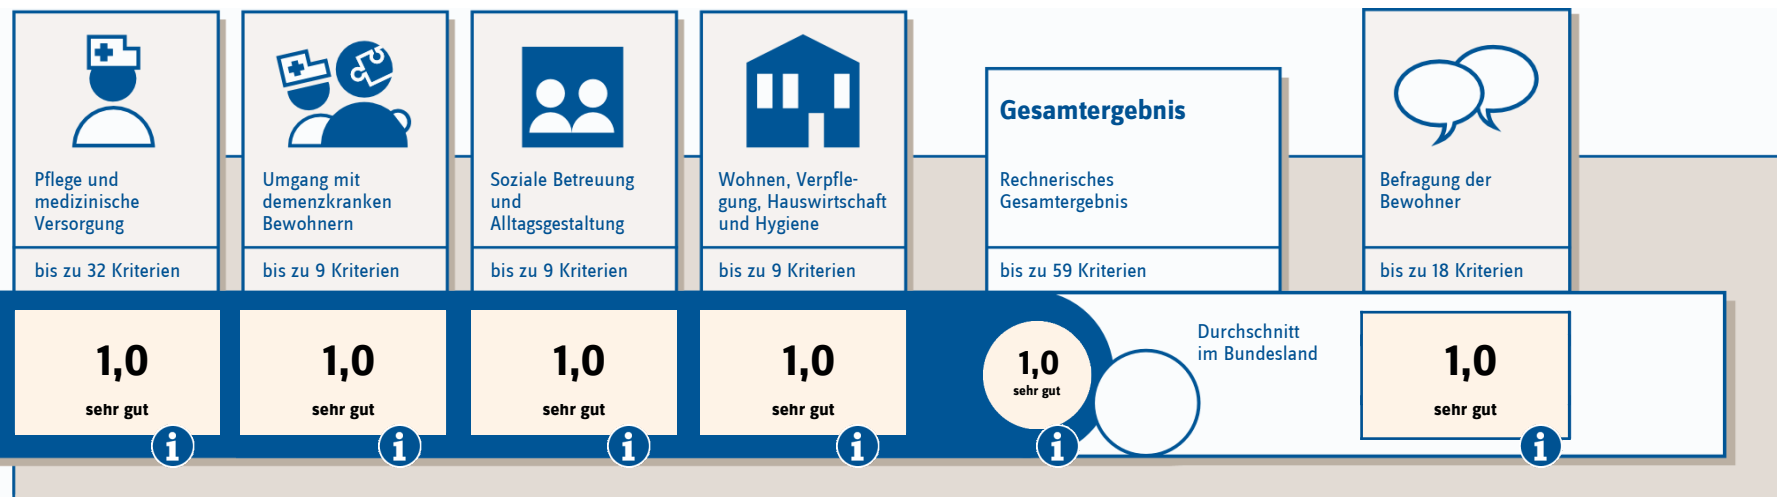 Pflege und
medizinische
Versorgung
bis zu 32 Kriterien
1,0
sehr gut
i
Umgang mit
demenzkranken
Bewohnern
bis zu 9 Kriterien
1,0
sehr gut
i
Soziale Betreuung
und
Alltagsgestaltung
bis zu 9 Kriterien
1,0
sehr gut
i
Wohnen, Verpfle-
gung, Hauswirtschaft
und Hygiene
bis zu 9 Kriterien
1,0
sehr gut
i
Gesamtergebnis
Rechnerisches
Gesamtergebnis
bis zu 59 Kriterien
1,0
sehr gut
i
Durchschnitt
im Bundesland
Befragung der
Bewohner
bis zu 18 Kriterien
1,0
sehr gut
i